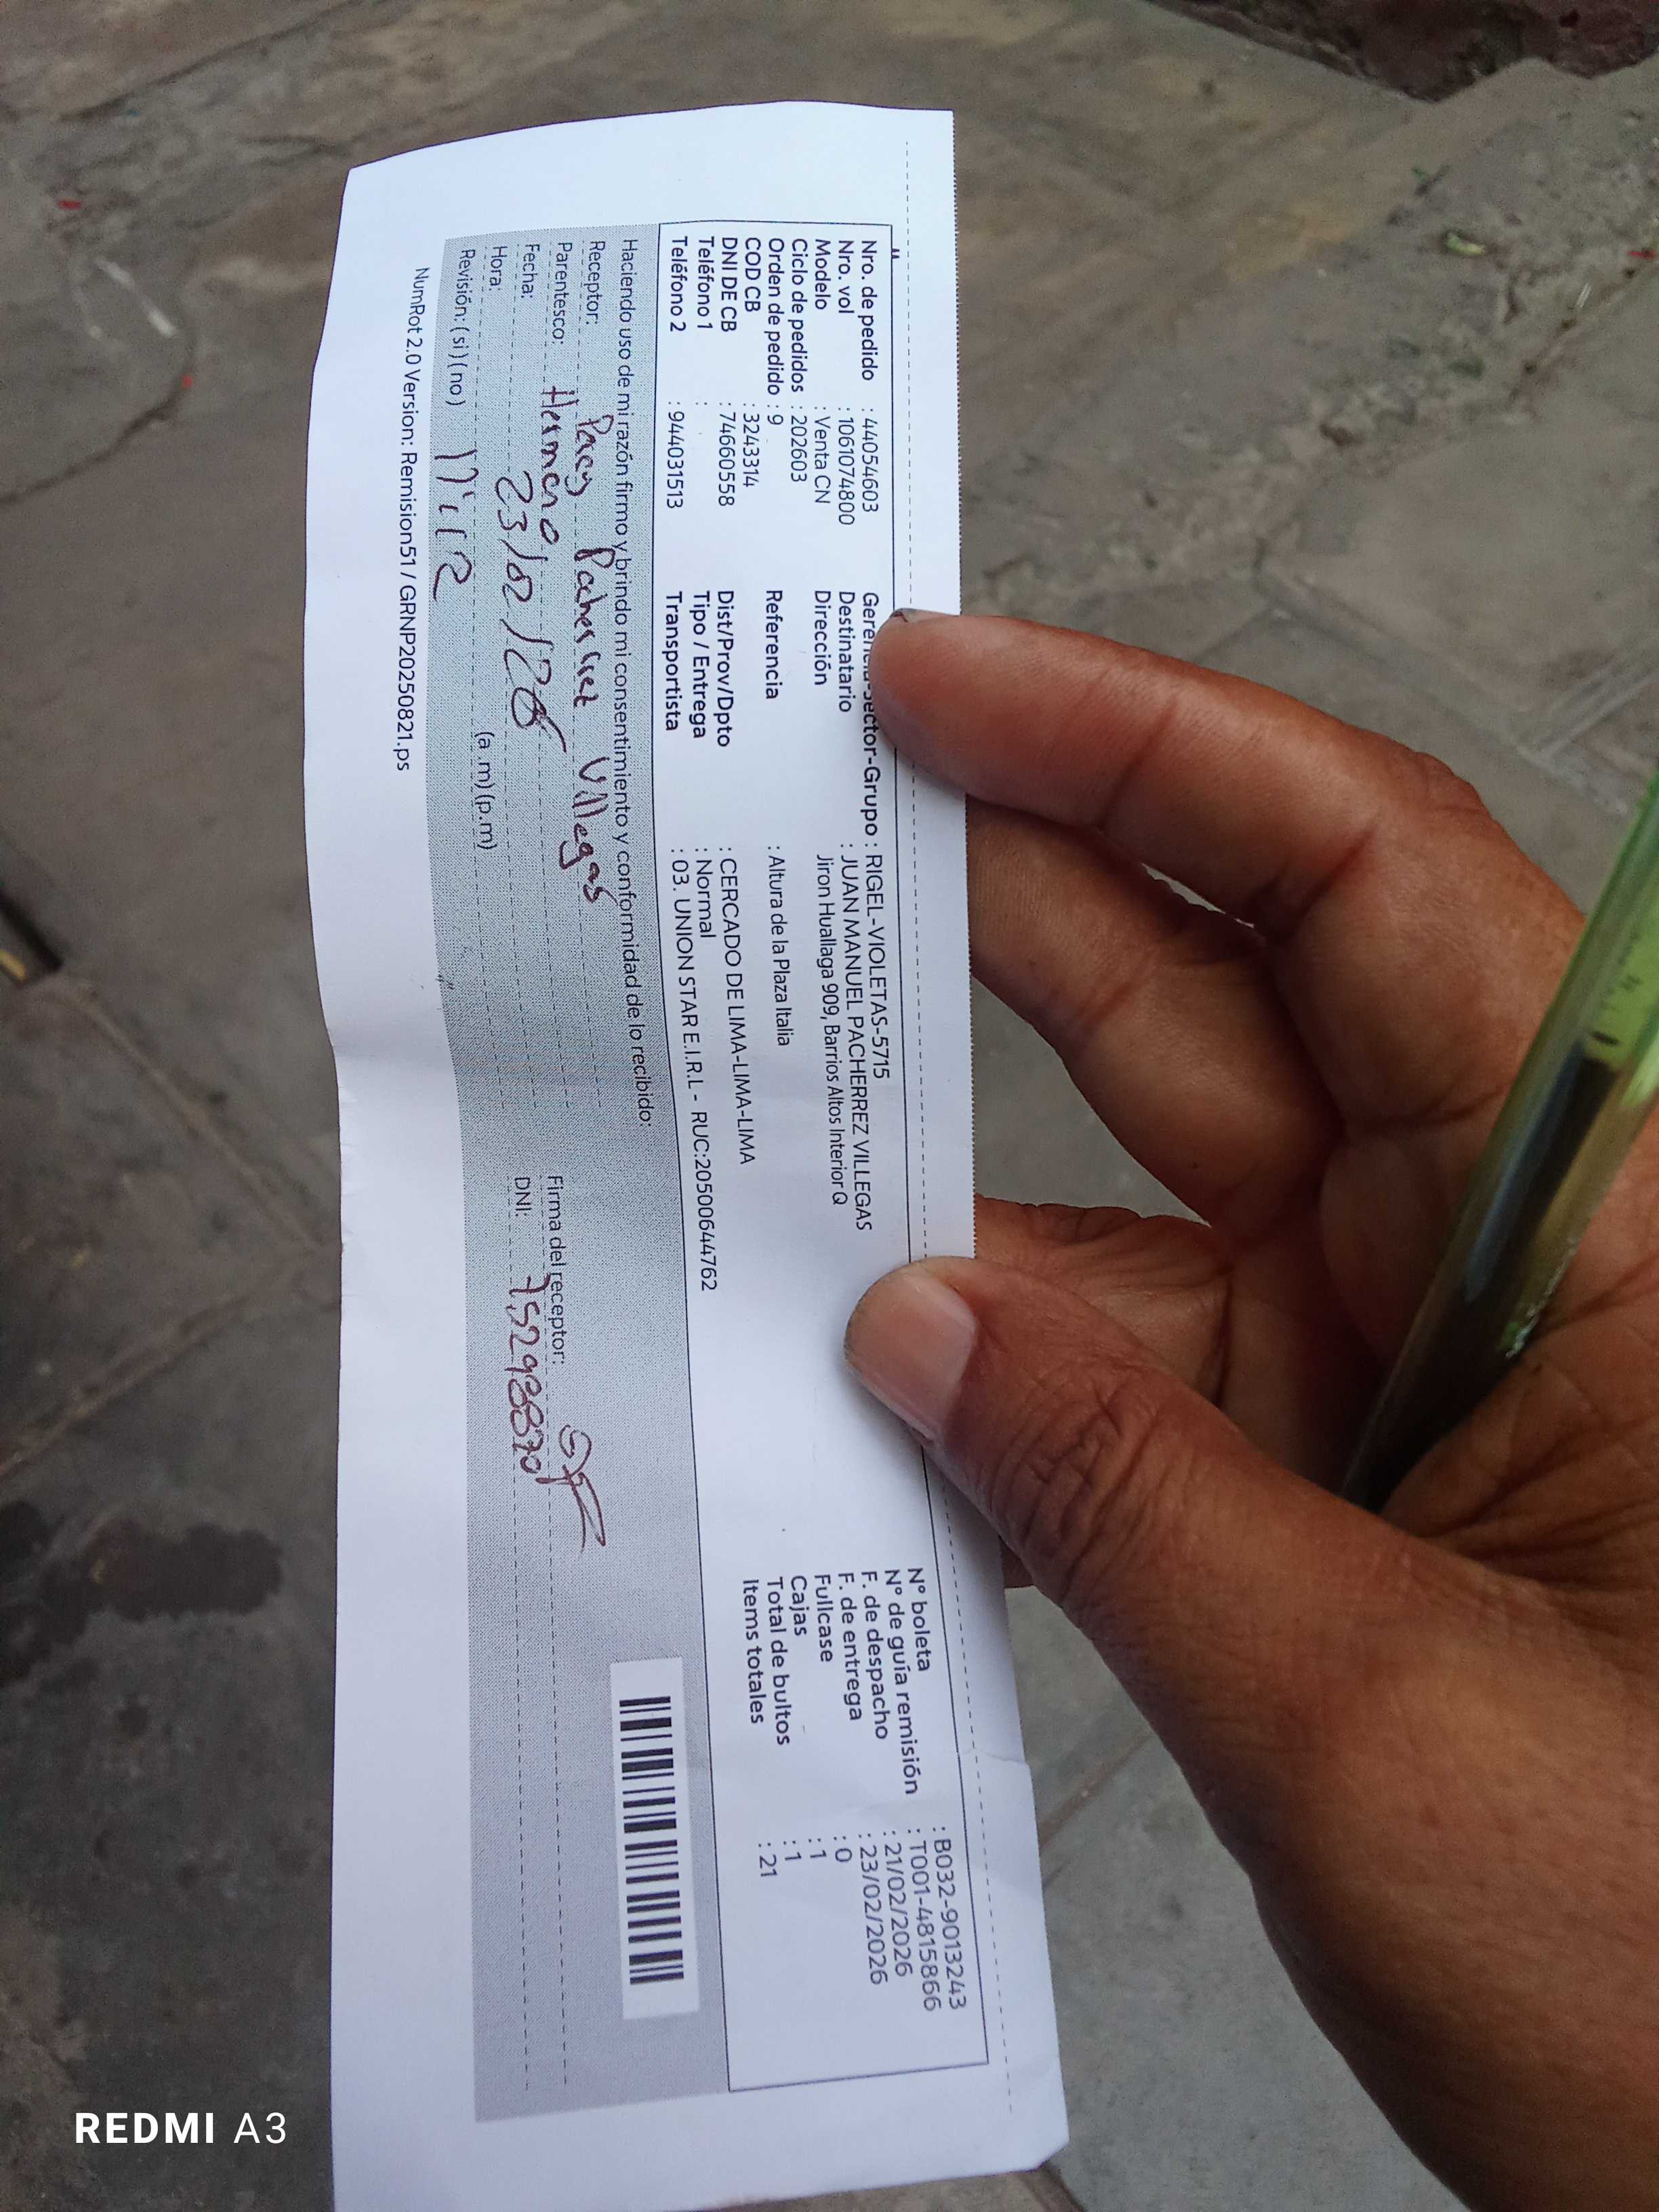 Nro. de pedido : 44054603
Nro. vol : 1061074800
Modelo : Venta CN
Ciclo de pedidos : 202603
Orden de pedido : 9
COD CB : 3243314
DNI DE CB : 74660558
Teléfono 1 :
Teléfono 2 : 944031513
Geren Sector-Grupo : RIGEL-VIOLETAS-5715
Destinatario : JUAN MANUEL PACHERREZ VILLEGAS
Dirección Jiron Huallaga 909, Barrios Altos Interior Q
Referencia : Altura de la Plaza Italia
Dist/Prov/Dpto : CERCADO DE LIMA-LIMA-LIMA
Tipo / Entrega : Normal
Transportista : 03. UNION STAR E.I.R.L - RUC:20500644762
N° boleta : B032-9013243
N° de guía remisión : T001-4815866
F. de despacho : 21/02/2026
F. de entrega : 23/02/2026
Fullcase : 0
Cajas : 1
Total de bultos : 1
Items totales : 21
Haciendo uso de mi razón firmo y brindo mi consentimiento y conformidad de lo recibido:
Receptor: Villegas
Parentesco: Hermano
Fecha: 23/02/26
Hora: (a .m) (p.m)
Revisión: ( si ) ( no )
Firma del receptor:
DNI: 75298870
NumRot 2.0 Version: Remision51 / GRNP20250821.ps
REDMI A3